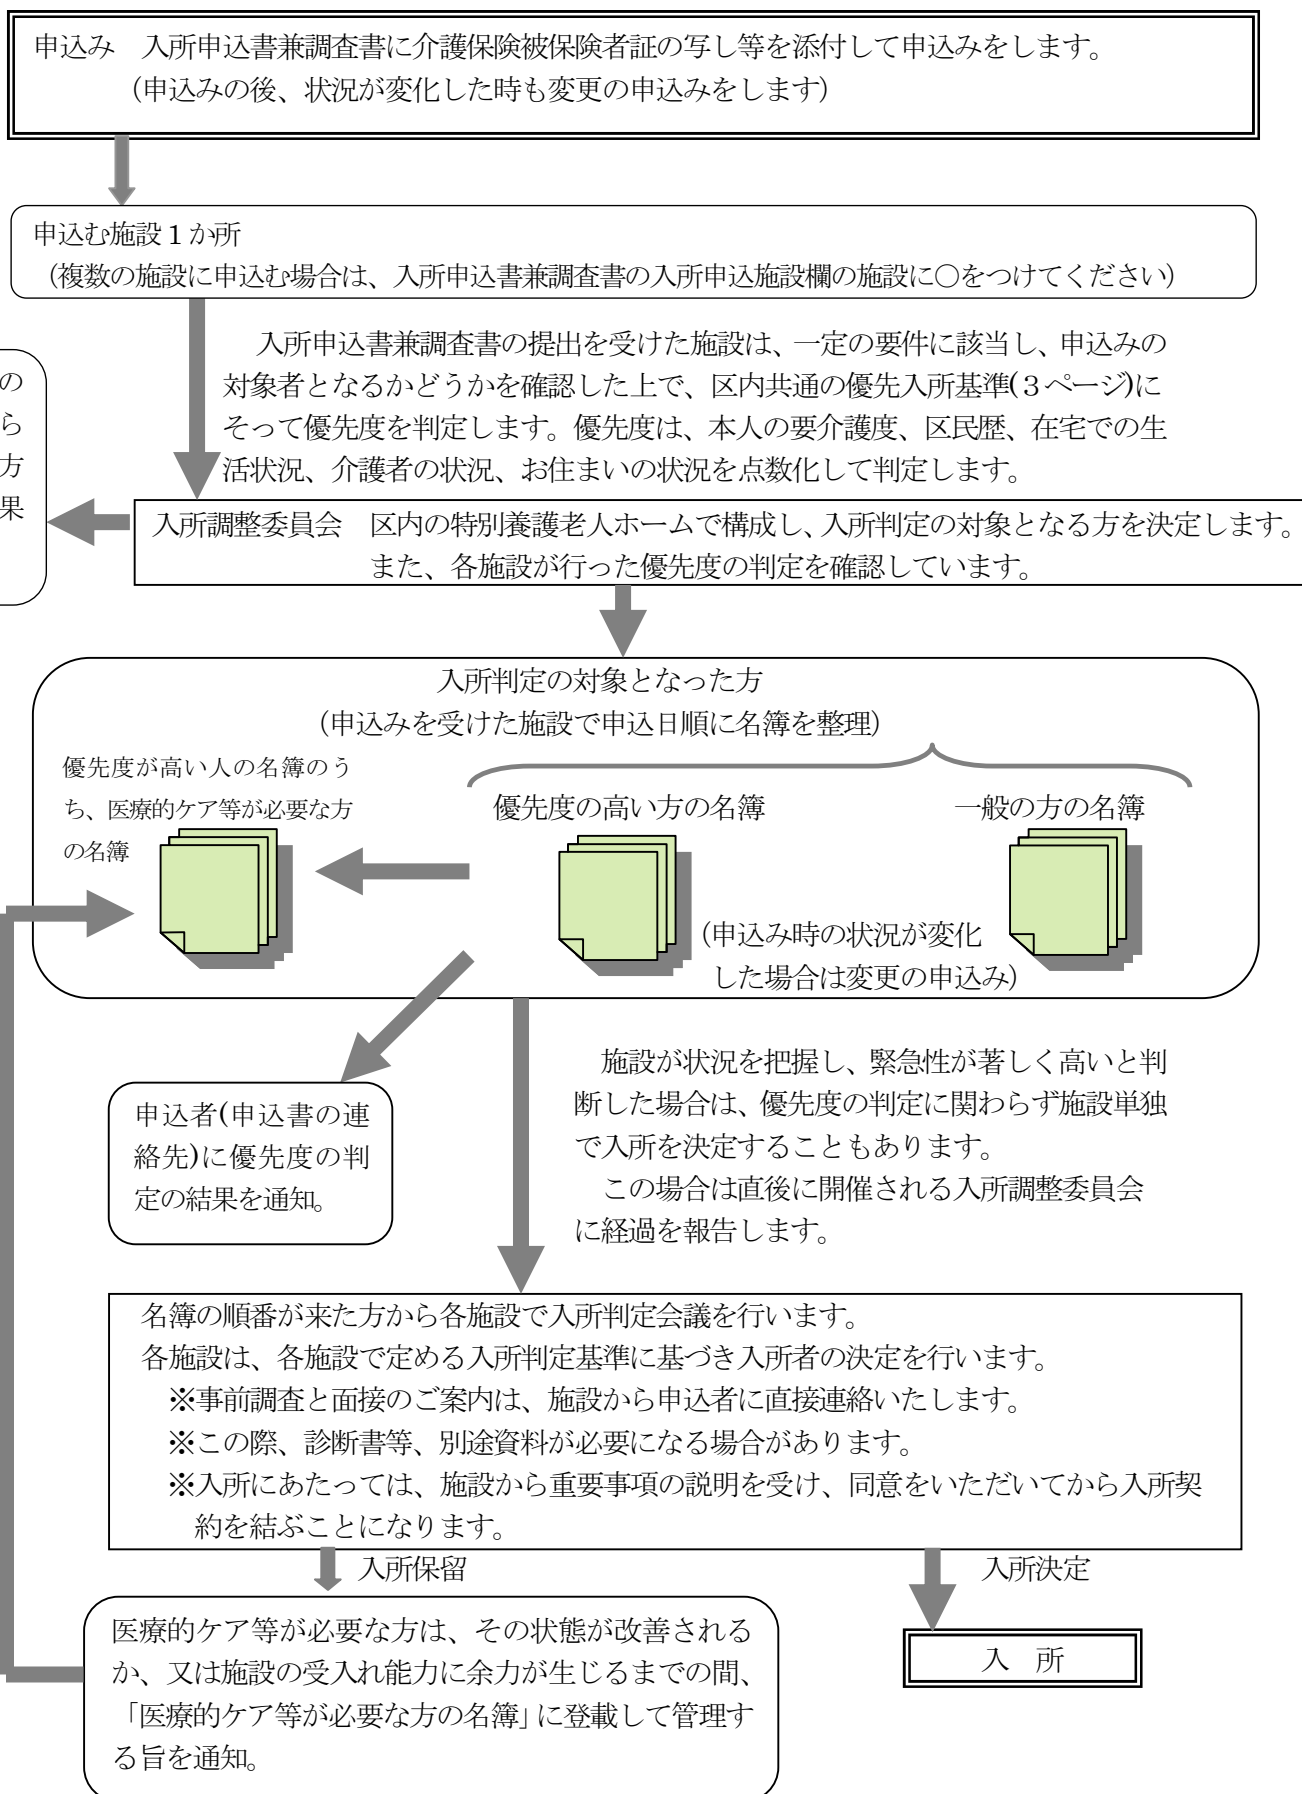 申込み　入所申込書兼調査書に介護保険被保険者証の写し等を添付して申込みをします。
(申込みの後、状況が変化した時も変更の申込みをします)
申込む施設１か所
(複数の施設に申込む場合は、入所申込書兼調査書の入所申込施設欄の施設に○をつけてください)
入所申込書兼調査書の提出を受けた施設は、一定の要件に該当し、申込みの
対象者となるかどうかを確認した上で、区内共通の優先入所基準(３ページ)に
そって優先度を判定します。優先度は、本人の要介護度、区民歴、在宅での生
活状況、介護者の状況、お住まいの状況を点数化して判定します。
の
ら
方
果
入所調整委員会　区内の特別養護老人ホームで構成し、入所判定の対象となる方を決定します。
また、各施設が行った優先度の判定を確認しています。
入所判定の対象となった方
(申込みを受けた施設で申込日順に名簿を整理)
優先度が高い人の名簿のう
ち、医療的ケア等が必要な方
の名簿
優先度の高い方の名簿
一般の方の名簿
(申込み時の状況が変化
した場合は変更の申込み)
申込者(申込書の連
絡先)に優先度の判
定の結果を通知。
施設が状況を把握し、緊急性が著しく高いと判
断した場合は、優先度の判定に関わらず施設単独
で入所を決定することもあります。
この場合は直後に開催される入所調整委員会
に経過を報告します。
名簿の順番が来た方から各施設で入所判定会議を行います。
各施設は、各施設で定める入所判定基準に基づき入所者の決定を行います。
※事前調査と面接のご案内は、施設から申込者に直接連絡いたします。
※この際、診断書等、別途資料が必要になる場合があります。
※入所にあたっては、施設から重要事項の説明を受け、同意をいただいてから入所契
約を結ぶことになります。
入所保留
入所決定
医療的ケア等が必要な方は、その状態が改善される
か、又は施設の受入れ能力に余力が生じるまでの間、
「医療的ケア等が必要な方の名簿」に登載して管理す
る旨を通知。
入　所